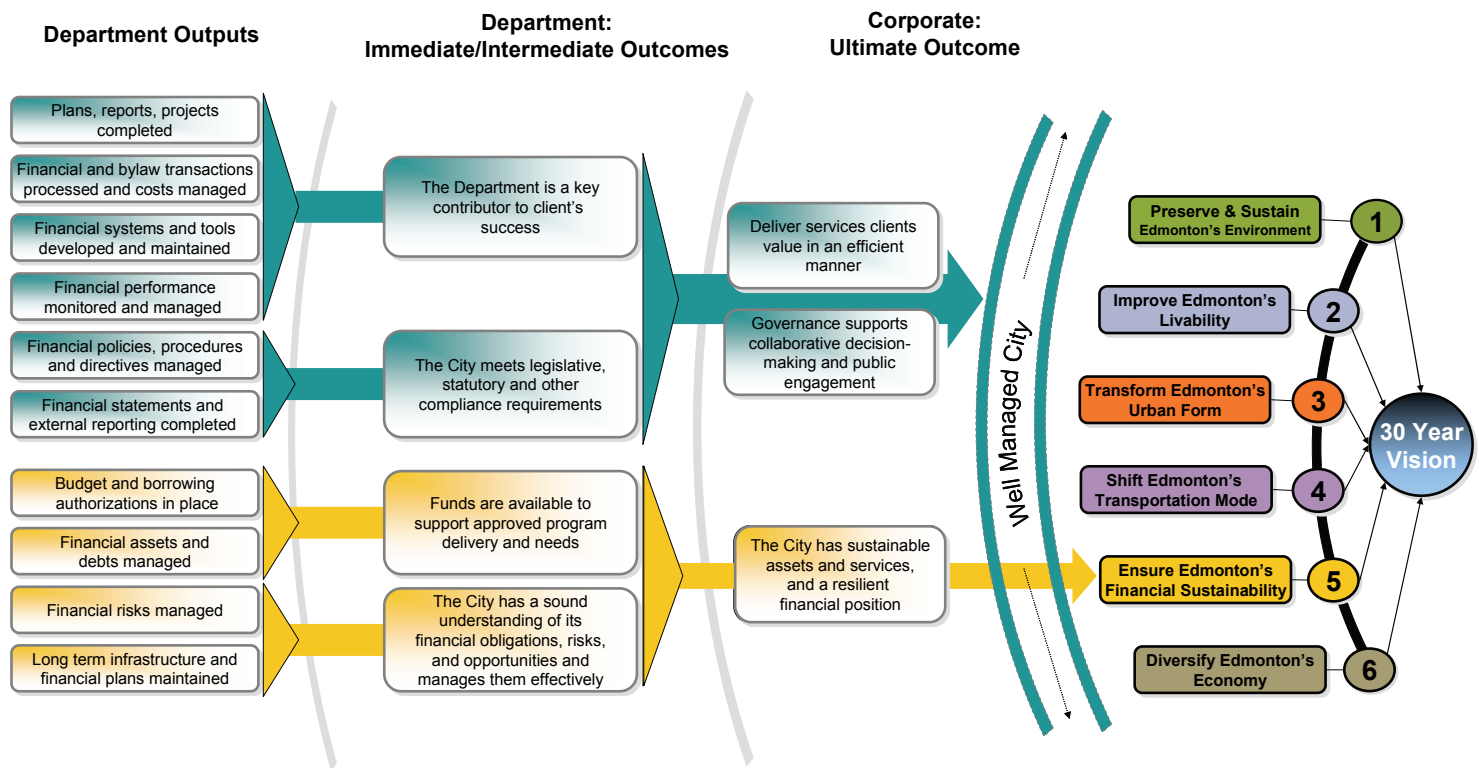 Department Outputs
Department:
Immediate/Intermediate Outcomes
Corporate:
Ultimate Outcome
Plans, reports, projects
completed
Financial and bylaw transactions
processed and costs managed
Financial systems and tools
developed and maintained
Financial performance
monitored and managed
Financial policies, procedures
and directives managed
Financial statements and
external reporting completed
Budget and borrowing
authorizations in place
Financial assets and
debts managed
Financial risks managed
Long term infrastructure and
financial plans maintained
The Department is a key
contributor to client's
success
The City meets legislative,
statutory and other
compliance requirements
Funds are available to
support approved program
delivery and needs
The City has a sound
understanding of its
financial obligations, risks,
and opportunities and
manages them effectively
Deliver services clients
value in an efficient
manner
Governance supports
collaborative decision-
making and public
engagement
The City has sustainable
assets and services,
and a resilient
financial position
Well Managed City
Preserve & Sustain
Edmonton's Environment
1
Improve Edmonton's
Livability
2
Transform Edmonton's
Urban Form
3
Shift Edmonton's
Transportation Mode
4
Ensure Edmonton's
Financial Sustainability
5
Diversify Edmonton's
Economy
6
30 Year
Vision